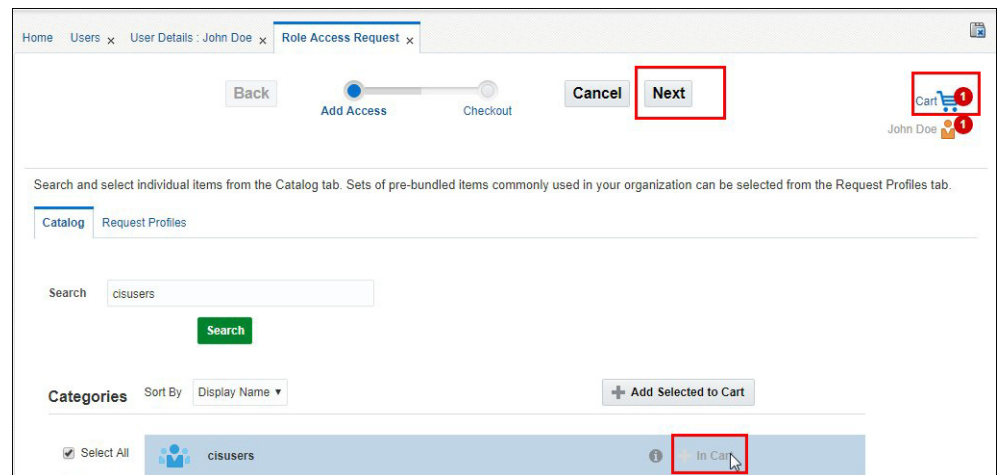 Home Users x User Details : John Doe x Role Access Request x
Back Cancel Next
Add Access Checkout
Cart 1
John Doe 1
Search and select individual items from the Catalog tab. Sets of pre-bundled items commonly used in your organization can be selected from the Request Profiles tab.
Catalog Request Profiles
Search cisusers
Search
Categories Sort By Display Name ▼ + Add Selected to Cart
Select All cisusers i + In Cart